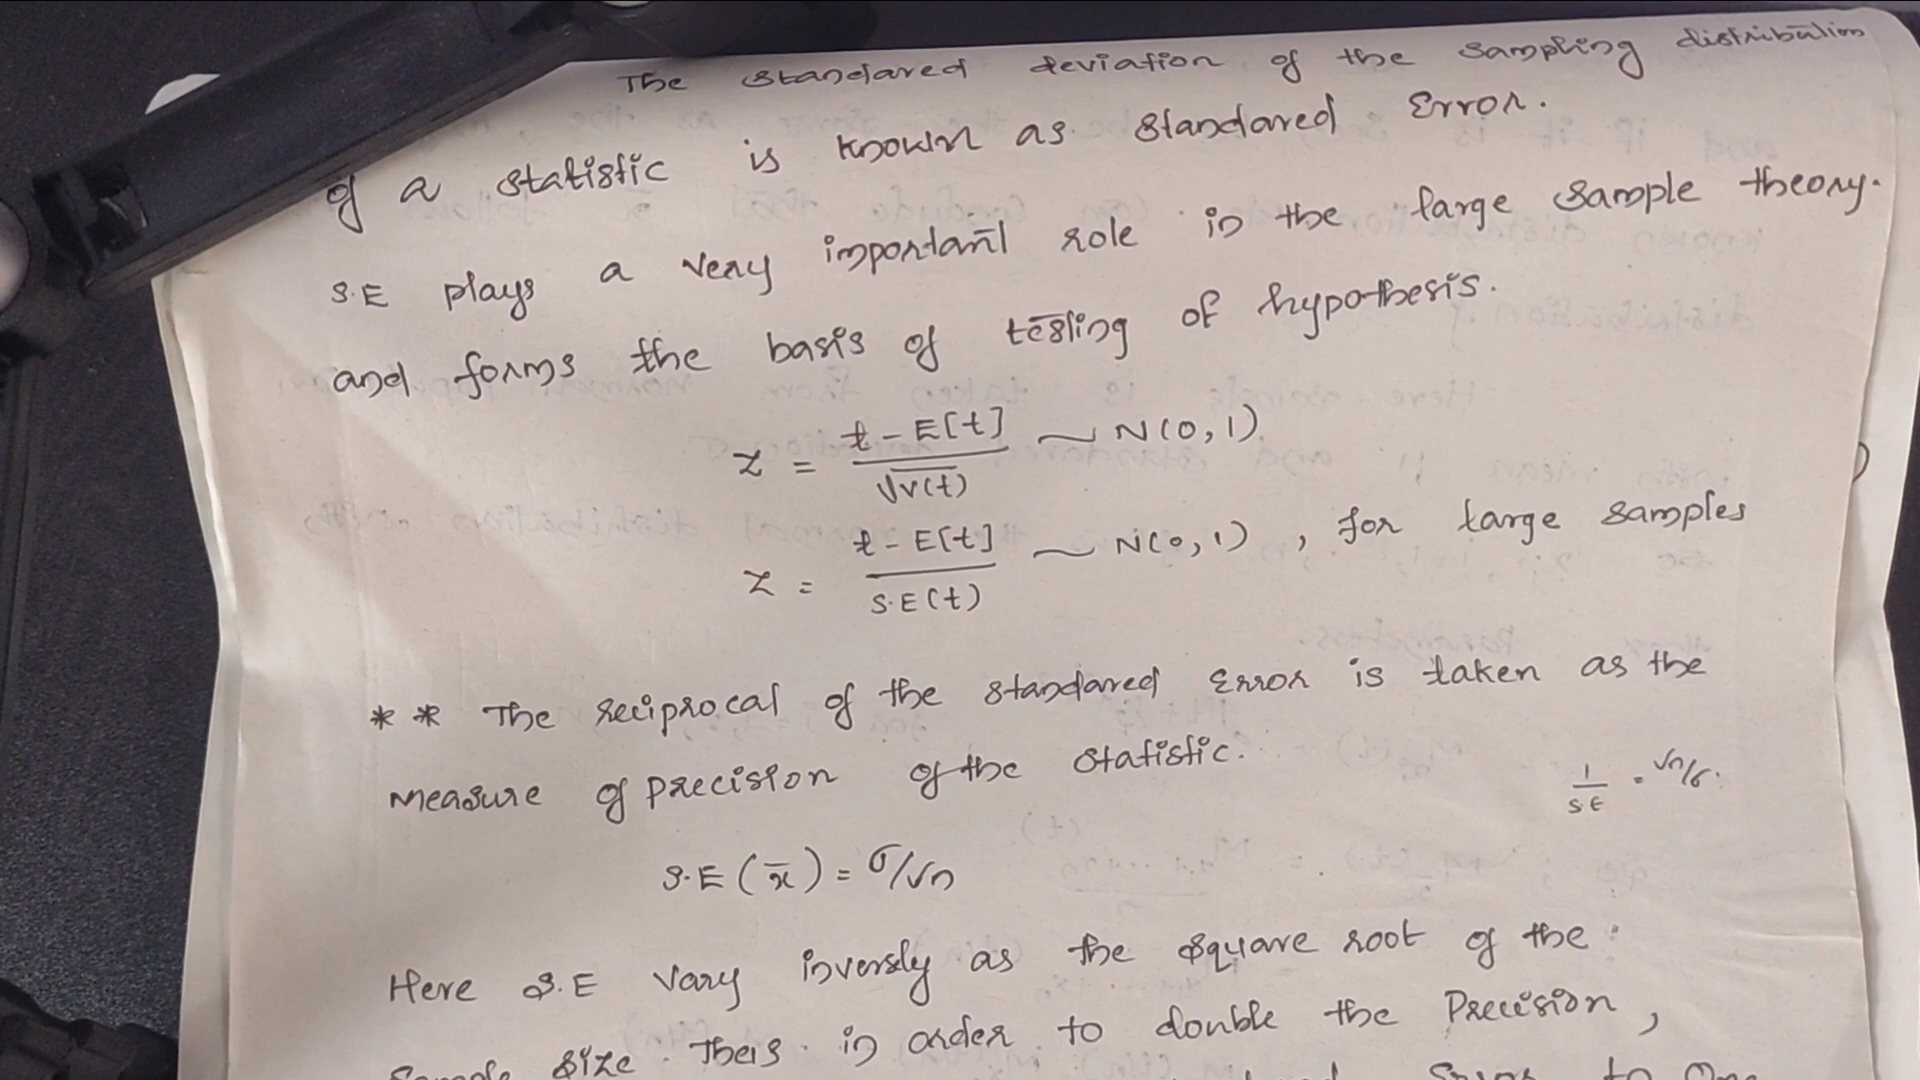 The standared deviation of the sampling distribution
of a statistic is known as standared Error.
S.E plays a very important role in the large sample theory.
and forms the basis of testing of hypothesis.
Z = t - E[t] / √V(t) ~ N(0,1)
Z = t - E[t] / S.E(t) ~ N(0,1), for large samples
** The reciprocal of the standared Error is taken as the
measure of precision of the statistic.
1/SE = √n/σ.
S.E(x̄) = σ/√n
Here S.E vary inversly as the square root of the
Sample size. Theis in order to double the Precision,